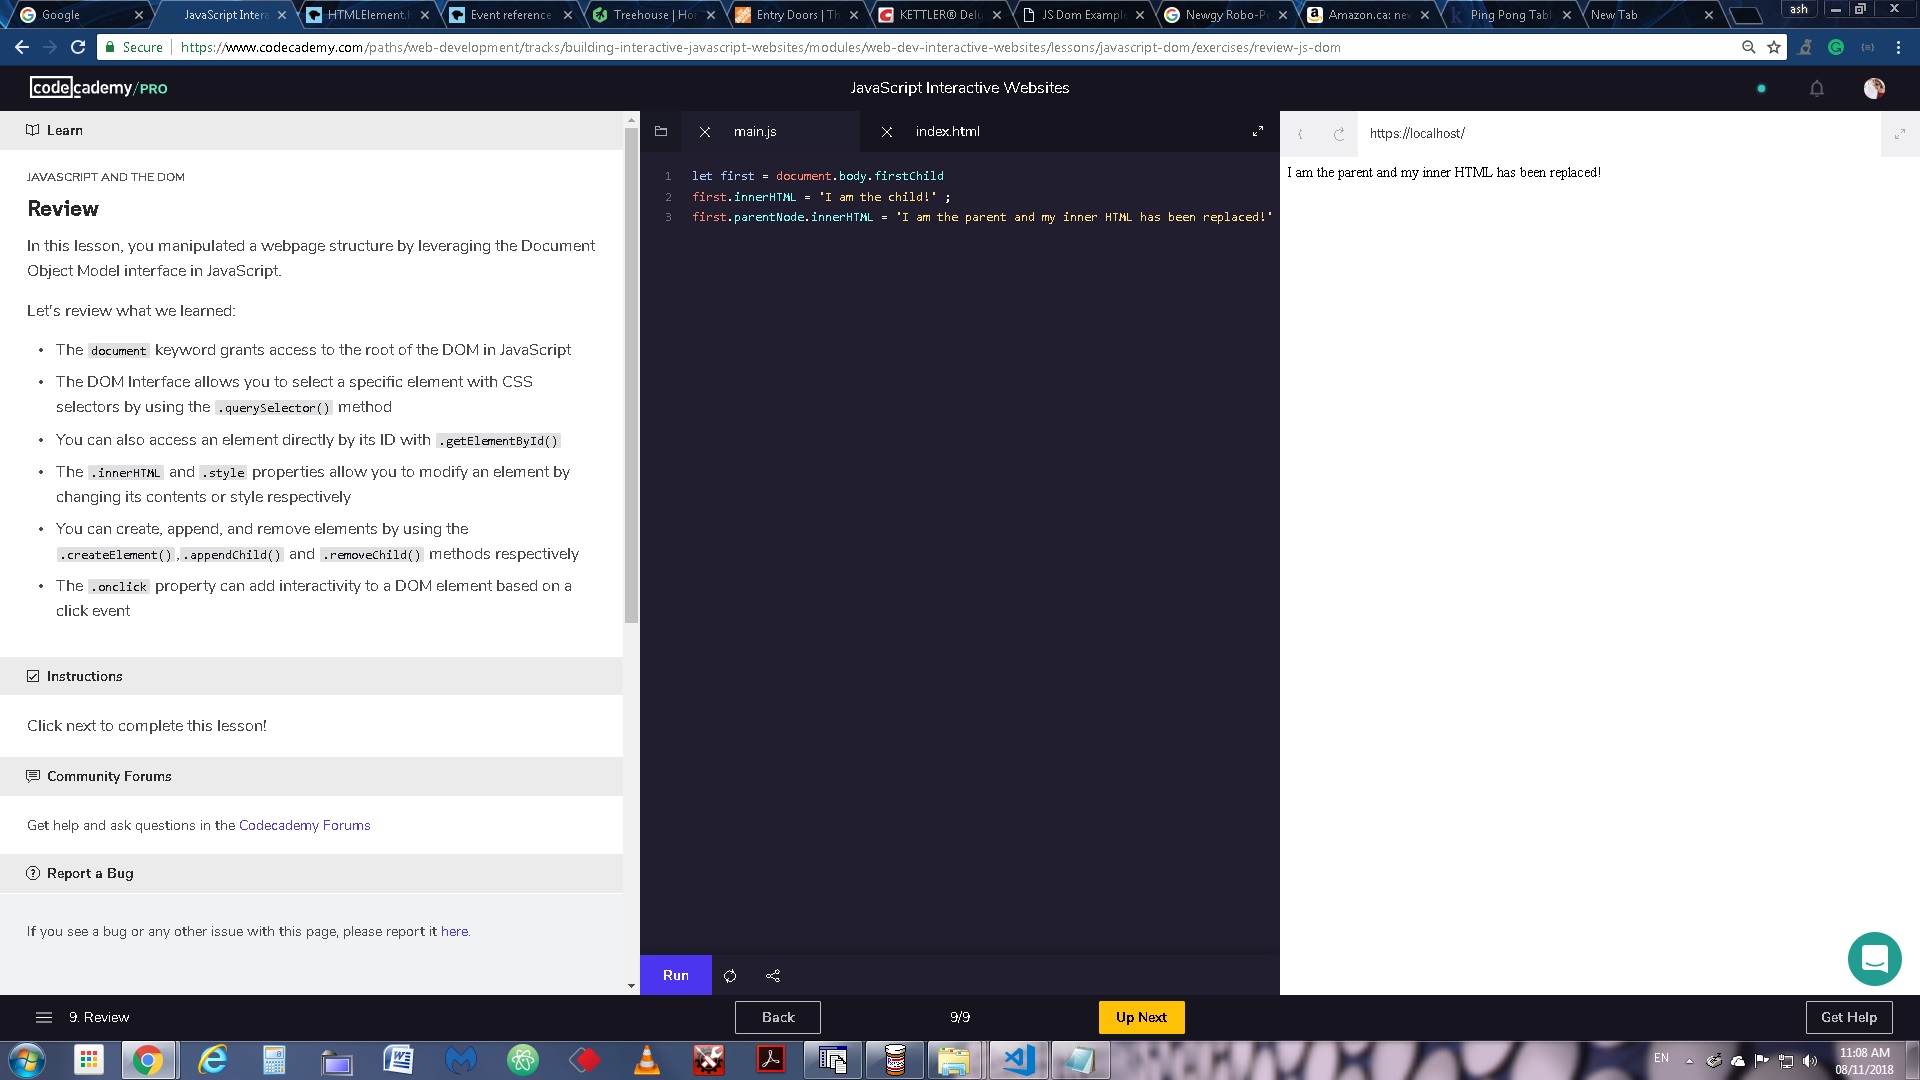 Google
JavaScript Intera
HTMLElement.
Event reference
Treehouse | Ho
Entry Doors | Th
KETTLER® Delu
JS Dom Example
Newgy Robo-P
Amazon.ca: new
Ping Pong Tab
New Tab
ash
Secure
https://www.codecademy.com/paths/web-development/tracks/building-interactive-javascript-websites/modules/web-dev-interactive-websites/lessons/javascript-dom/exercises/review-js-dom
codecademy/PRO
JavaScript Interactive Websites
Learn
JAVASCRIPT AND THE DOM
Review
In this lesson, you manipulated a webpage structure by leveraging the Document
Object Model interface in JavaScript.
Let's review what we learned:
• The document keyword grants access to the root of the DOM in JavaScript
• The DOM Interface allows you to select a specific element with CSS
selectors by using the .querySelector() method
• You can also access an element directly by its ID with .getElementById()
• The .innerHTML and .style properties allow you to modify an element by
changing its contents or style respectively
• You can create, append, and remove elements by using the
.createElement(),.appendChild() and .removeChild() methods respectively
• The .onclick property can add interactivity to a DOM element based on a
click event
Instructions
Click next to complete this lesson!
Community Forums
Get help and ask questions in the Codecademy Forums
Report a Bug
If you see a bug or any other issue with this page, please report it here.
main.js
index.html
1 let first = document.body.firstChild
2 first.innerHTML = 'I am the child!' ;
3 first.parentNode.innerHTML = 'I am the parent and my inner HTML has been replaced!'
Run
https://localhost/
I am the parent and my inner HTML has been replaced!
9. Review
Back
9/9
Up Next
Get Help
EN
11:08 AM
08/11/2018